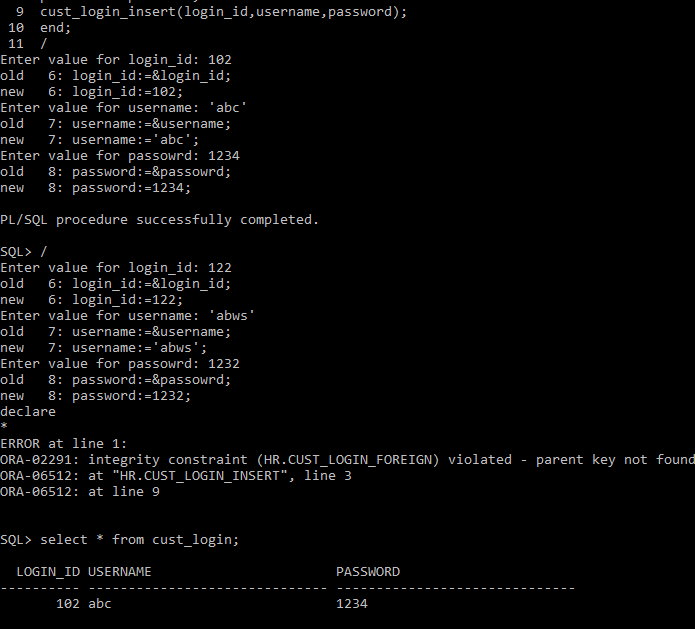 9  cust_login_insert(login_id,username,password);
10  end;
11  /
Enter value for login_id: 102
old   6: login_id:=&login_id;
new   6: login_id:=102;
Enter value for username: 'abc'
old   7: username:=&username;
new   7: username:='abc';
Enter value for passowrd: 1234
old   8: password:=&passowrd;
new   8: password:=1234;
PL/SQL procedure successfully completed.
SQL> /
Enter value for login_id: 122
old   6: login_id:=&login_id;
new   6: login_id:=122;
Enter value for username: 'abws'
old   7: username:=&username;
new   7: username:='abws';
Enter value for passowrd: 1232
old   8: password:=&passowrd;
new   8: password:=1232;
declare
*
ERROR at line 1:
ORA-02291: integrity constraint (HR.CUST_LOGIN_FOREIGN) violated - parent key not found
ORA-06512: at "HR.CUST_LOGIN_INSERT", line 3
ORA-06512: at line 9
SQL> select * from cust_login;
LOGIN_ID USERNAME                       PASSWORD
---------- ------------------------------ ------------------------------
102 abc                            1234